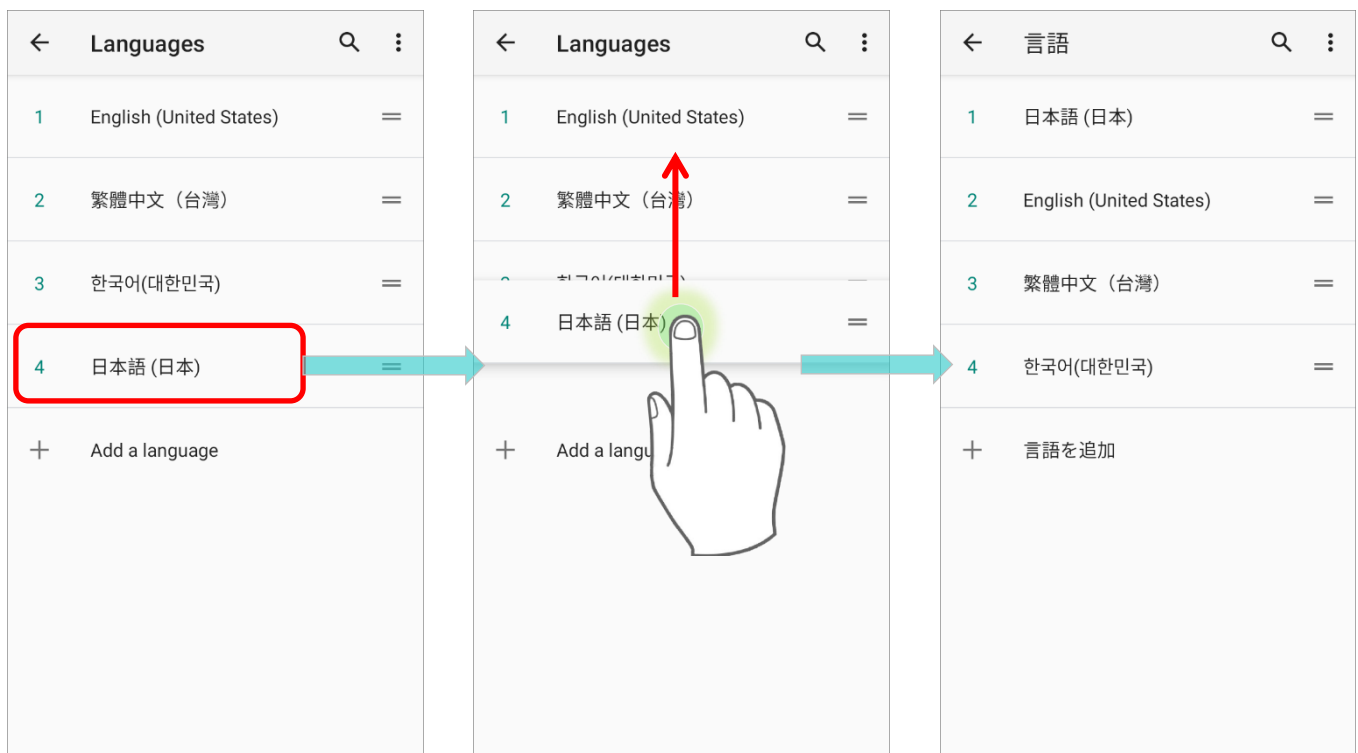 Languages
1 English (United States)
2 繁體中文（台灣）
3 한국어(대한민국)
4 日本語 (日本)
Add a language
Languages
1 English (United States)
2 繁體中文（台灣）
4 日本語 (日本)
Add a langu
言語
1 日本語 (日本)
2 English (United States)
3 繁體中文（台灣）
4 한국어(대한민국)
言語を追加